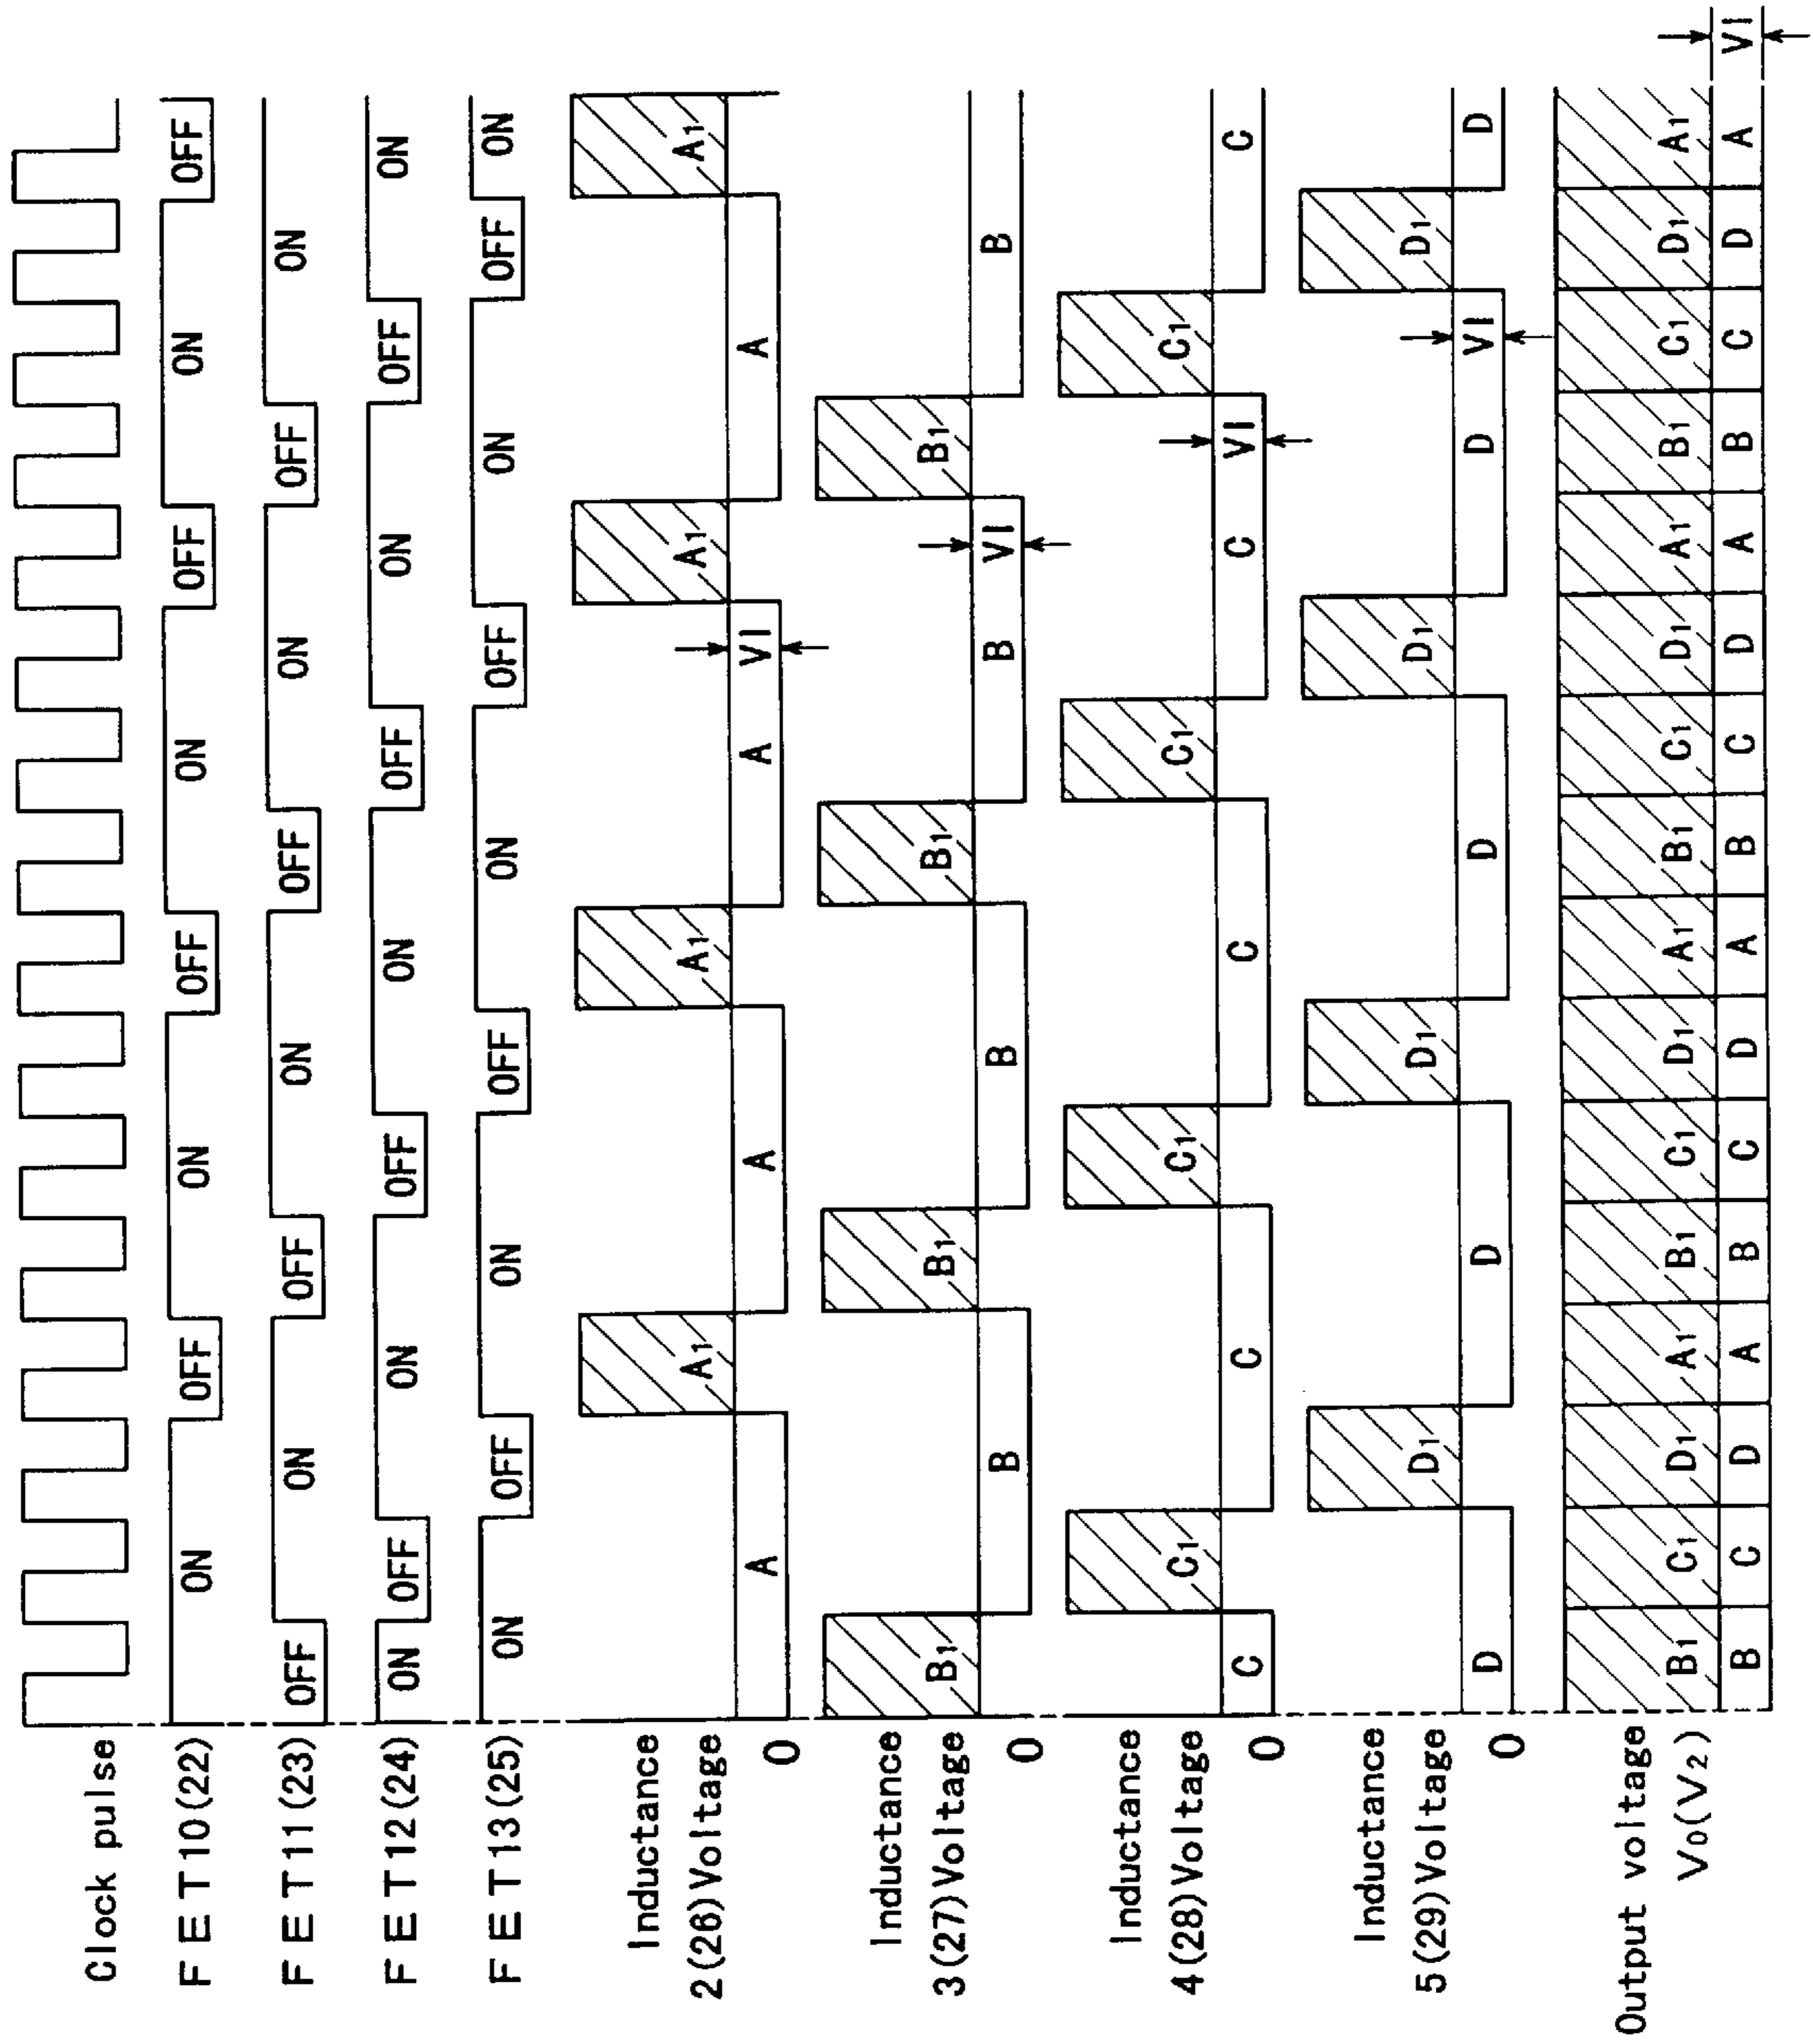 Clock pulse
FET10(22) ON OFF ON OFF ON OFF ON OFF
FET11(23) OFF ON OFF ON OFF ON OFF ON
FET12(24) ON OFF ON OFF ON OFF ON OFF ON
FET13(25) ON OFF ON OFF ON OFF ON OFF ON
Inductance
2(26)Voltage A₁ A₁ A₁ A₁
0 A A A VI A
Inductance
3(27)Voltage B₁ B₁ B₁ B₁
0 B B B VI B
Inductance
4(28)Voltage C₁ C₁ C₁ C₁
0 C C C C VI C
Inductance
5(29)Voltage D₁ D₁ D₁ D₁
0 D D D D VI D
Output voltage
V₀(V₂) B₁ C₁ D₁ A₁ B₁ C₁ D₁ A₁ B₁ C₁ D₁ A₁ B₁ C₁ D₁ A₁
B C D A B C D A B C D A B C D A VI